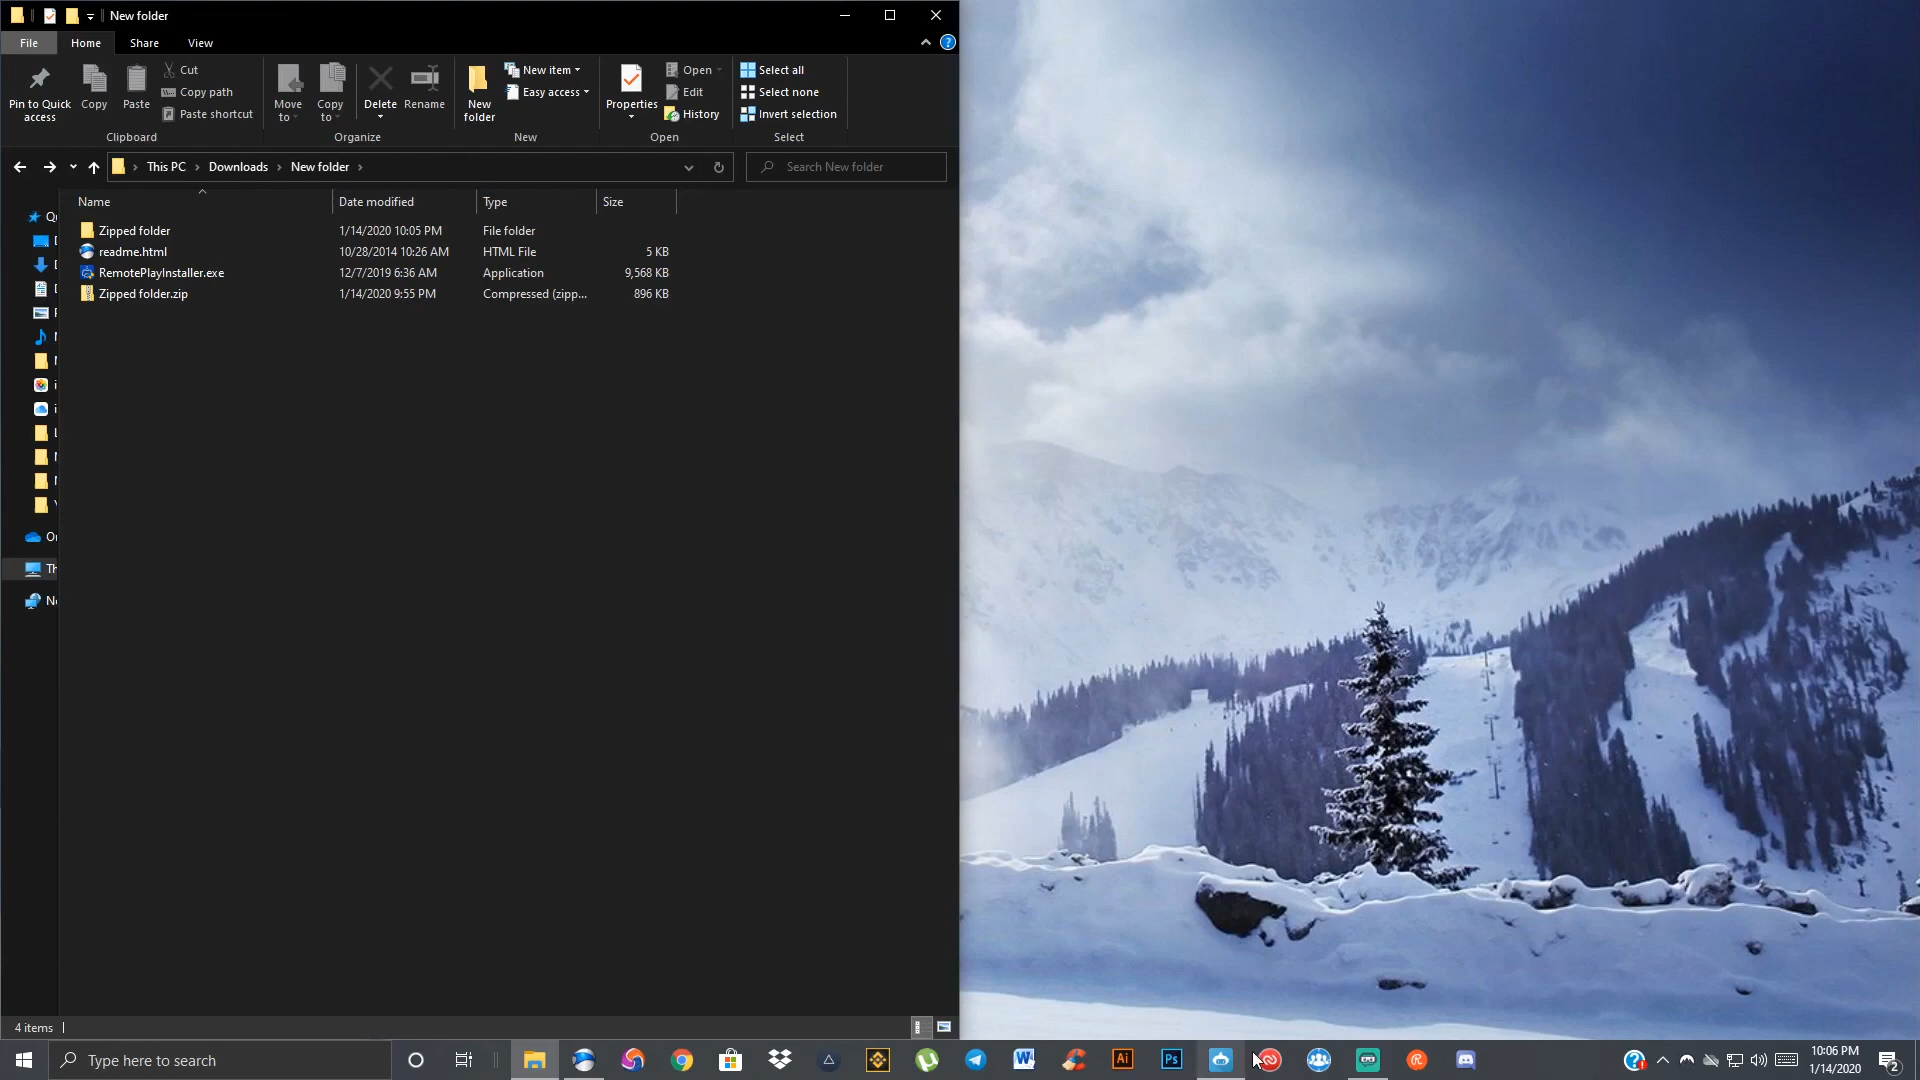 New folder
File Home Share View
Pin to Quick access
Copy
Paste
Cut
Copy path
Paste shortcut
Clipboard
Move to
Copy to
Delete
Rename
Organize
New folder
New item
Easy access
New
Properties
Open
Edit
History
Open
Select all
Select none
Invert selection
Select
This PC > Downloads > New folder >
Search New folder
Name Date modified Type Size
Zipped folder 1/14/2020 10:05 PM File folder
readme.html 10/28/2014 10:26 AM HTML File 5 KB
RemotePlayInstaller.exe 12/7/2019 6:36 AM Application 9,568 KB
Zipped folder.zip 1/14/2020 9:55 PM Compressed (zipp... 896 KB
4 items
Type here to search
Ai
Ps
10:06 PM
1/14/2020
2